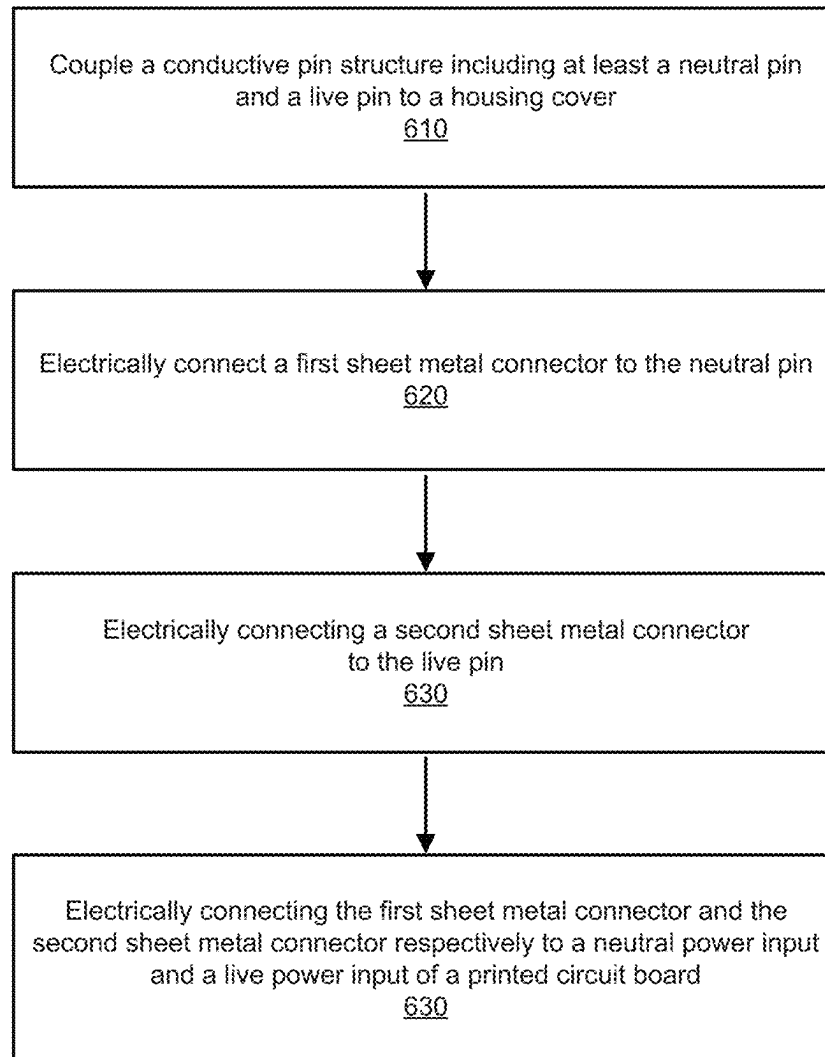 Couple a conductive pin structure including at least a neutral pin
and a live pin to a housing cover
610
Electrically connect a first sheet metal connector to the neutral pin
620
Electrically connecting a second sheet metal connector
to the live pin
630
Electrically connecting the first sheet metal connector and the
second sheet metal connector respectively to a neutral power input
and a live power input of a printed circuit board
630